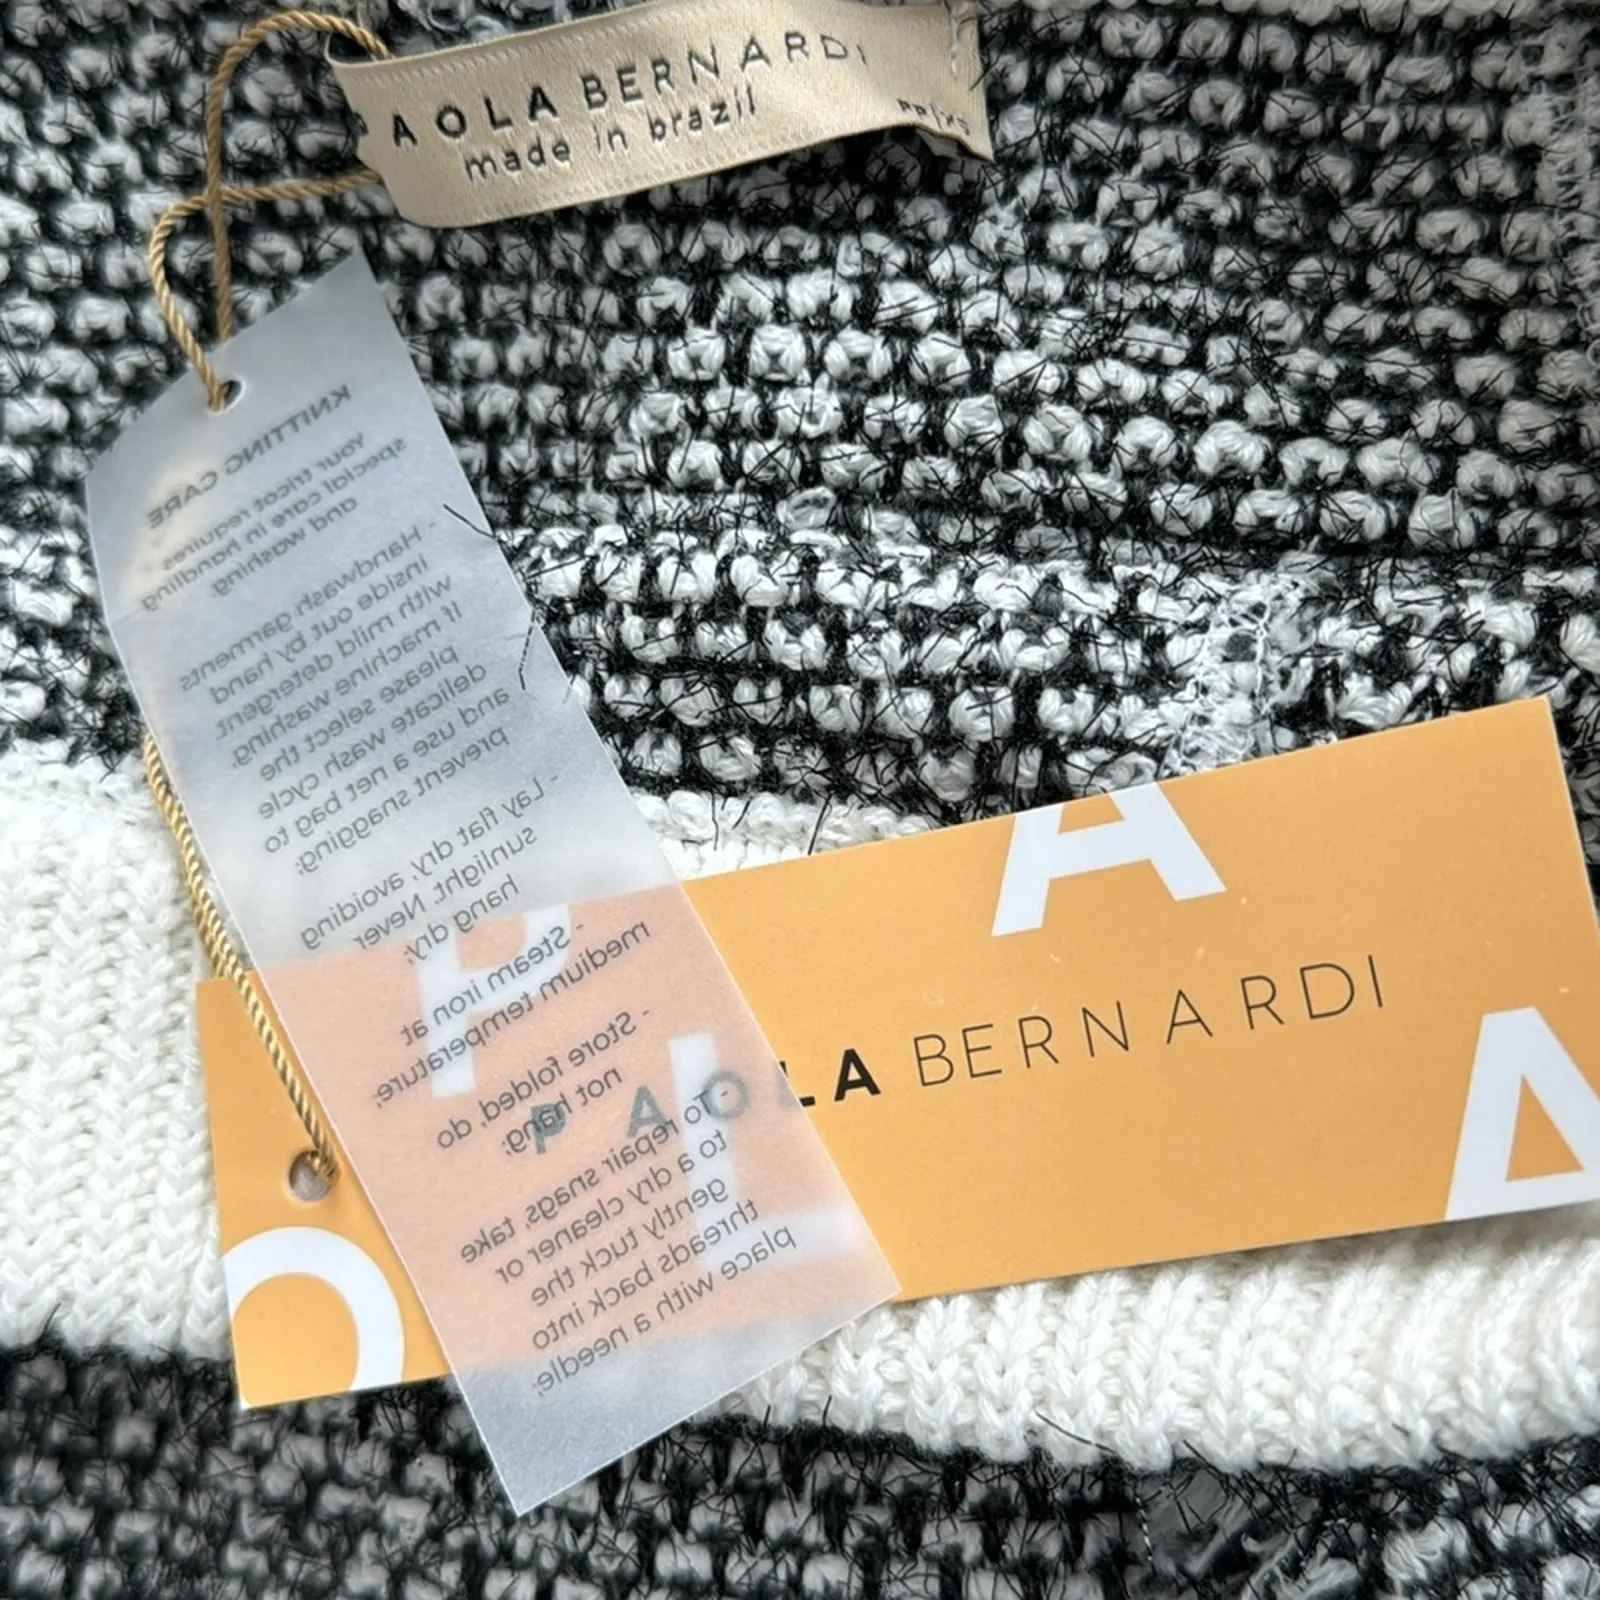 PAOLA BERNARDI
made in brazil
PP|XS
KNITTING CARE
Your tricot requires
special care in handling
and washing.
- Handwash garments
inside out by hand
with mild detergent.
If machine washing,
please select the
delicate wash cycle
and use a net bag to
prevent snagging;
- Lay flat dry, avoiding
sunlight. Never
hang dry;
- Steam iron at
medium temperature;
- Store folded, do
not hang;
- To repair snags, take
to a dry cleaner or
gently tuck the
threads back into
place with a needle;
A
P
PAOLA BERNARDI
L
A
O